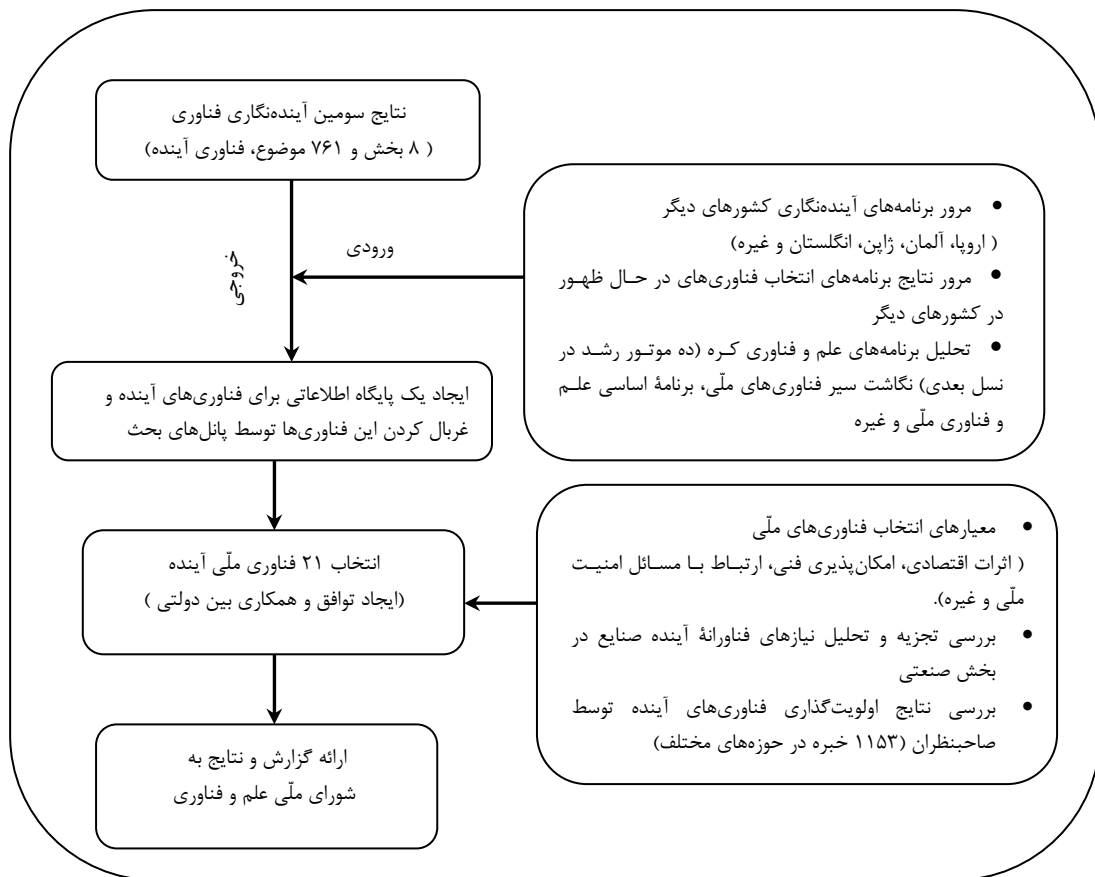 نتایج سومین آینده‌نگاری فناوری
( ۸ بخش و ۷۶۱ موضوع، فناوری آینده)
• مرور برنامه‌های آینده‌نگاری کشورهای دیگر
( اروپا، آلمان، ژاپن، انگلستان و غیره)
• مرور نتایج برنامه‌های انتخاب فناوری‌های در حال ظهور
در کشورهای دیگر
• تحلیل برنامه‌های علم و فناوری کره (ده موتور رشد در
نسل بعدی) نگاشت سیر فناوری‌های ملّی، برنامۀ اساسی علم
و فناوری ملّی و غیره
ورودی
خروجی
ایجاد یک پایگاه اطلاعاتی برای فناوری‌های آینده و
غربال کردن این فناوری‌ها توسط پانل‌های بحث
• معیارهای انتخاب فناوری‌های ملّی
( اثرات اقتصادی، امکان‌پذیری فنی، ارتباط با مسائل امنیت
ملّی و غیره).
• بررسی تجزیه و تحلیل نیازهای فناورانۀ آینده صنایع در
بخش صنعتی
• بررسی نتایج اولویت‌گذاری فناوری‌های آینده توسط
صاحبنظران (۱۱۵۳ خبره در حوزه‌های مختلف)
انتخاب ۲۱ فناوری ملّی آینده
(ایجاد توافق و همکاری بین دولتی )
ارائه گزارش و نتایج به
شورای ملّی علم و فناوری